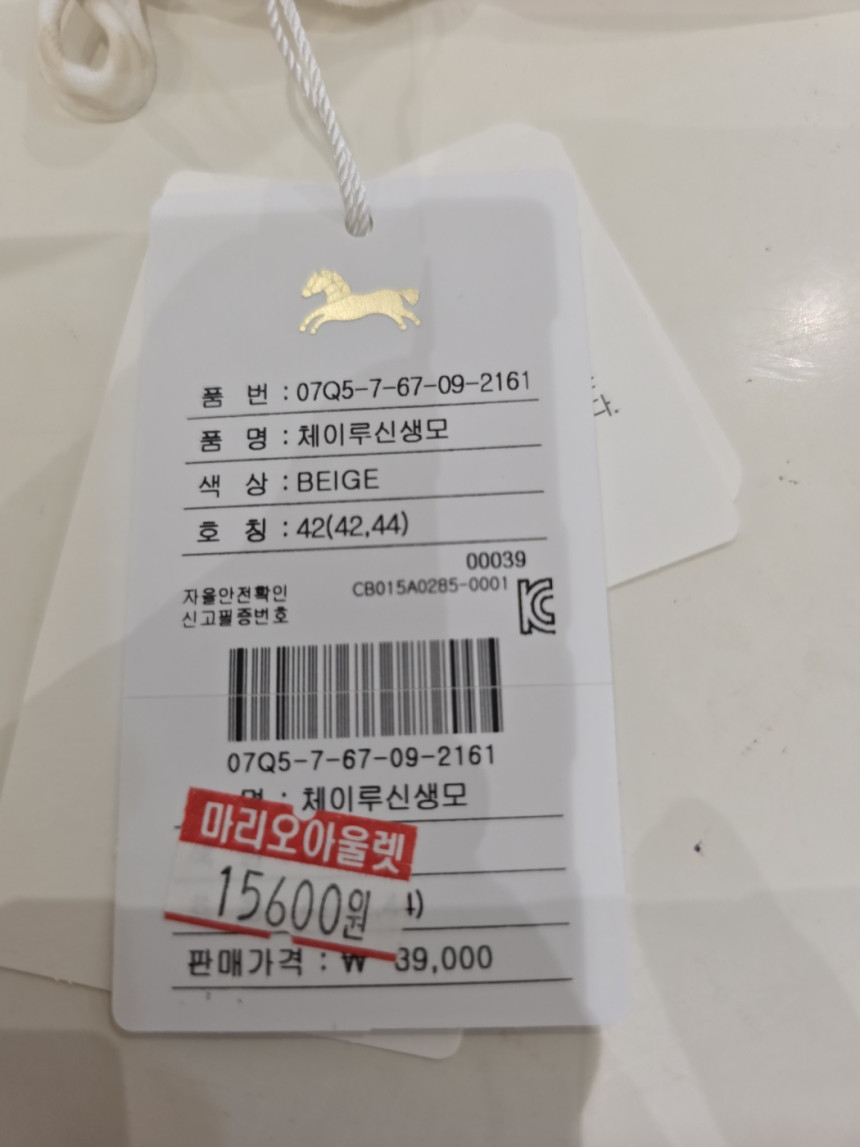 품 번 : 07Q5-7-67-09-2161
품 명 : 체이루신생모
색 상 : BEIGE
호 칭 : 42(42,44)
00039
자율안전확인 CB015A0285-0001
신고필증번호
07Q5-7-67-09-2161
명 : 체이루신생모
마리오아울렛
15600원
4)
판매가격 : ₩ 39,000
다.